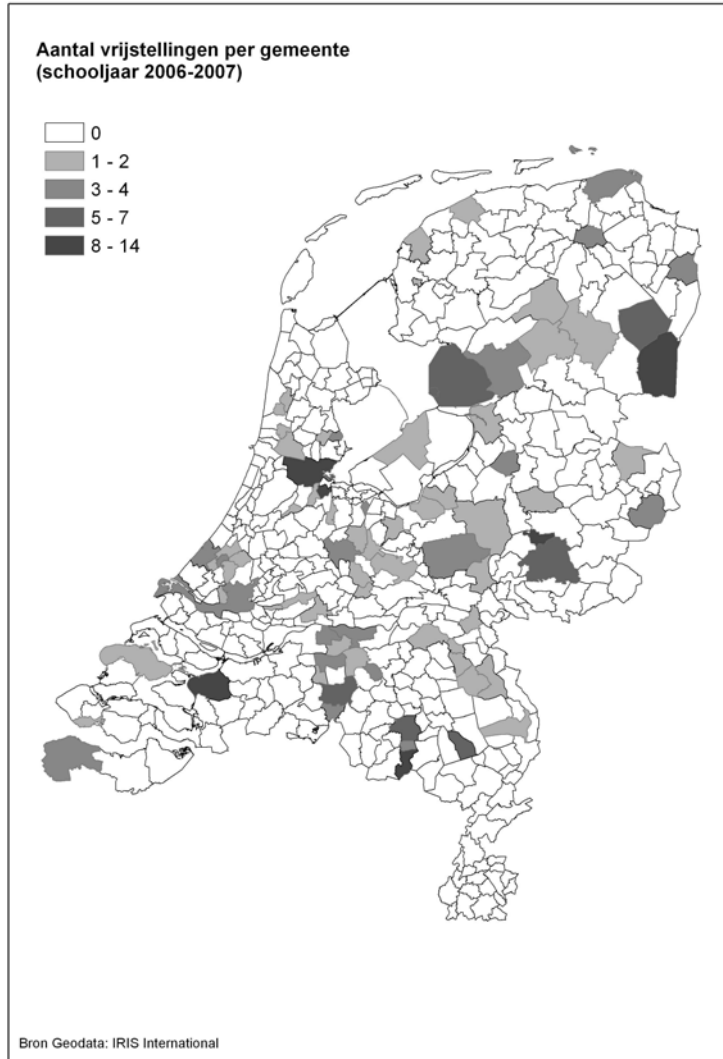 Aantal vrijstellingen per gemeente
(schooljaar 2006-2007)
0
1 - 2
3 - 4
5 - 7
8 - 14
Bron Geodata: IRIS International